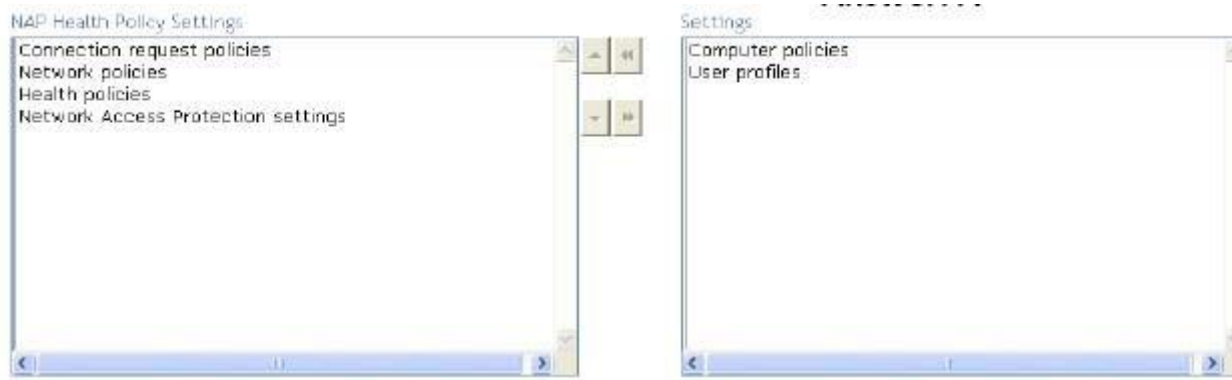 NAP Health Policy Settings
Connection request policies
Network policies
Health policies
Network Access Protection settings
Settings
Computer policies
User profiles